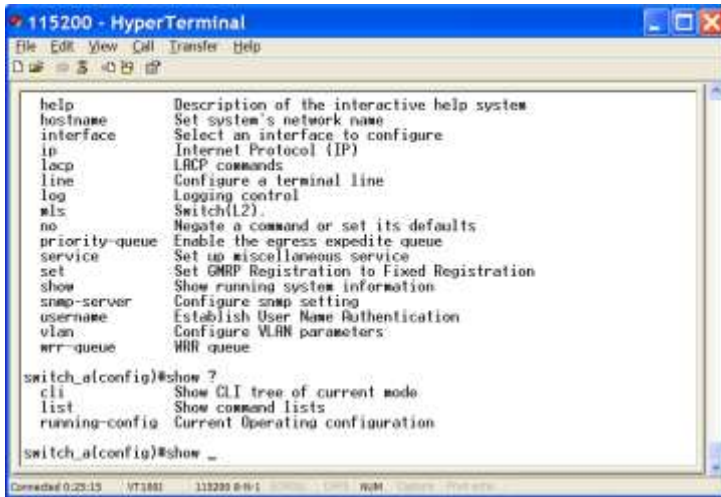 115200 - HyperTerminal
File Edit View Call Transfer Help
help Description of the interactive help system
hostname Set system's network name
interface Select an interface to configure
ip Internet Protocol (IP)
lacp LACP commands
line Configure a terminal line
log Logging control
mls Switch(L2).
no Negate a command or set its defaults
priority-queue Enable the egress expedite queue
service Set up miscellaneous service
set Set GMRP Registration to Fixed Registration
show Show running system information
snmp-server Configure snmp setting
username Establish User Name Authentication
vlan Configure VLAN parameters
wrr-queue WRR queue
switch_a(config)#show ?
cli Show CLI tree of current mode
list Show command lists
running-config Current Operating configuration
switch_a(config)#show _
Connected 0:25:15 VT100J 115200 8-N-1 SCROLL CAPS NUM Capture Print echo